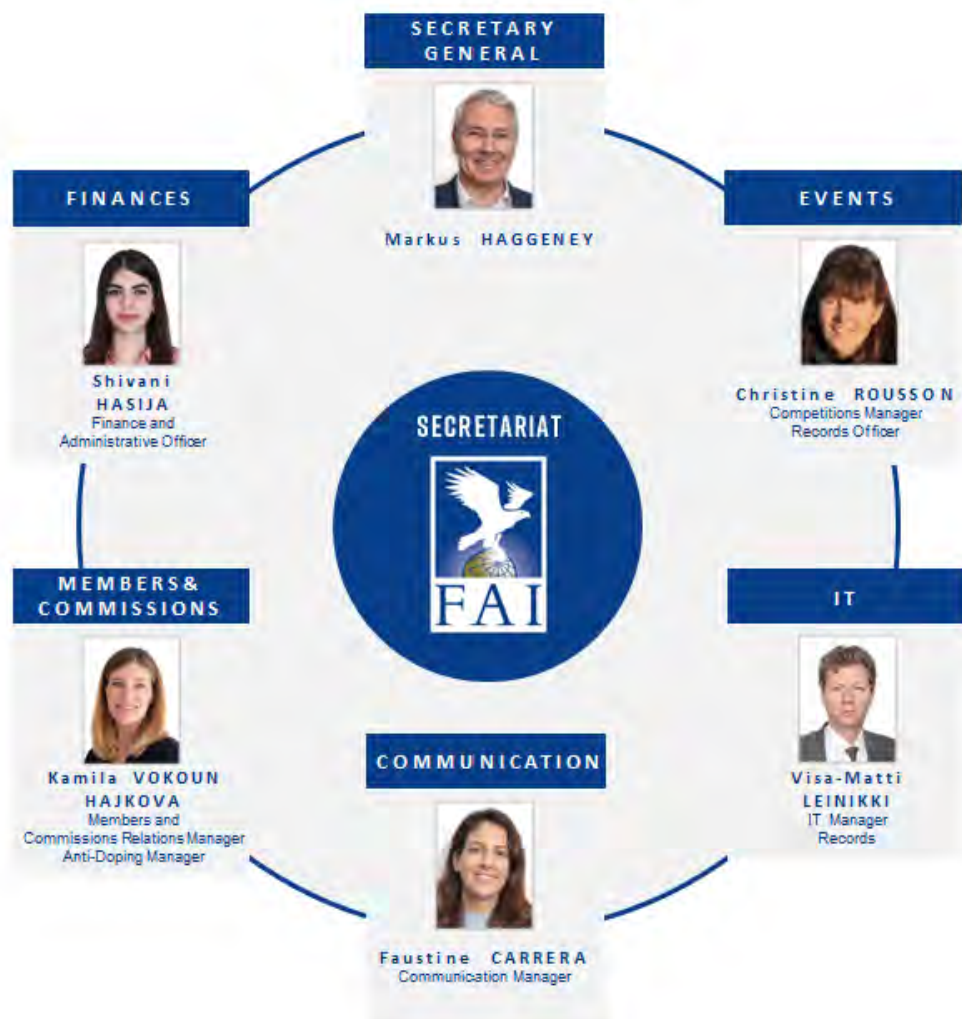 SECRETARY
GENERAL
Markus HAGGENEY
FINANCES
Shivani
HASIJA
Finance and
Administrative Officer
EVENTS
Christine ROUSSON
Competitions Manager
Records Officer
SECRETARIAT
FAI
MEMBERS&
COMMISSIONS
Kamila VOKOUN
HAJKOVA
Members and
Commissions Relations Manager
Anti-Doping Manager
IT
Visa-Matti
LEINIKKI
IT Manager
Records
COMMUNICATION
Faustine CARRERA
Communication Manager